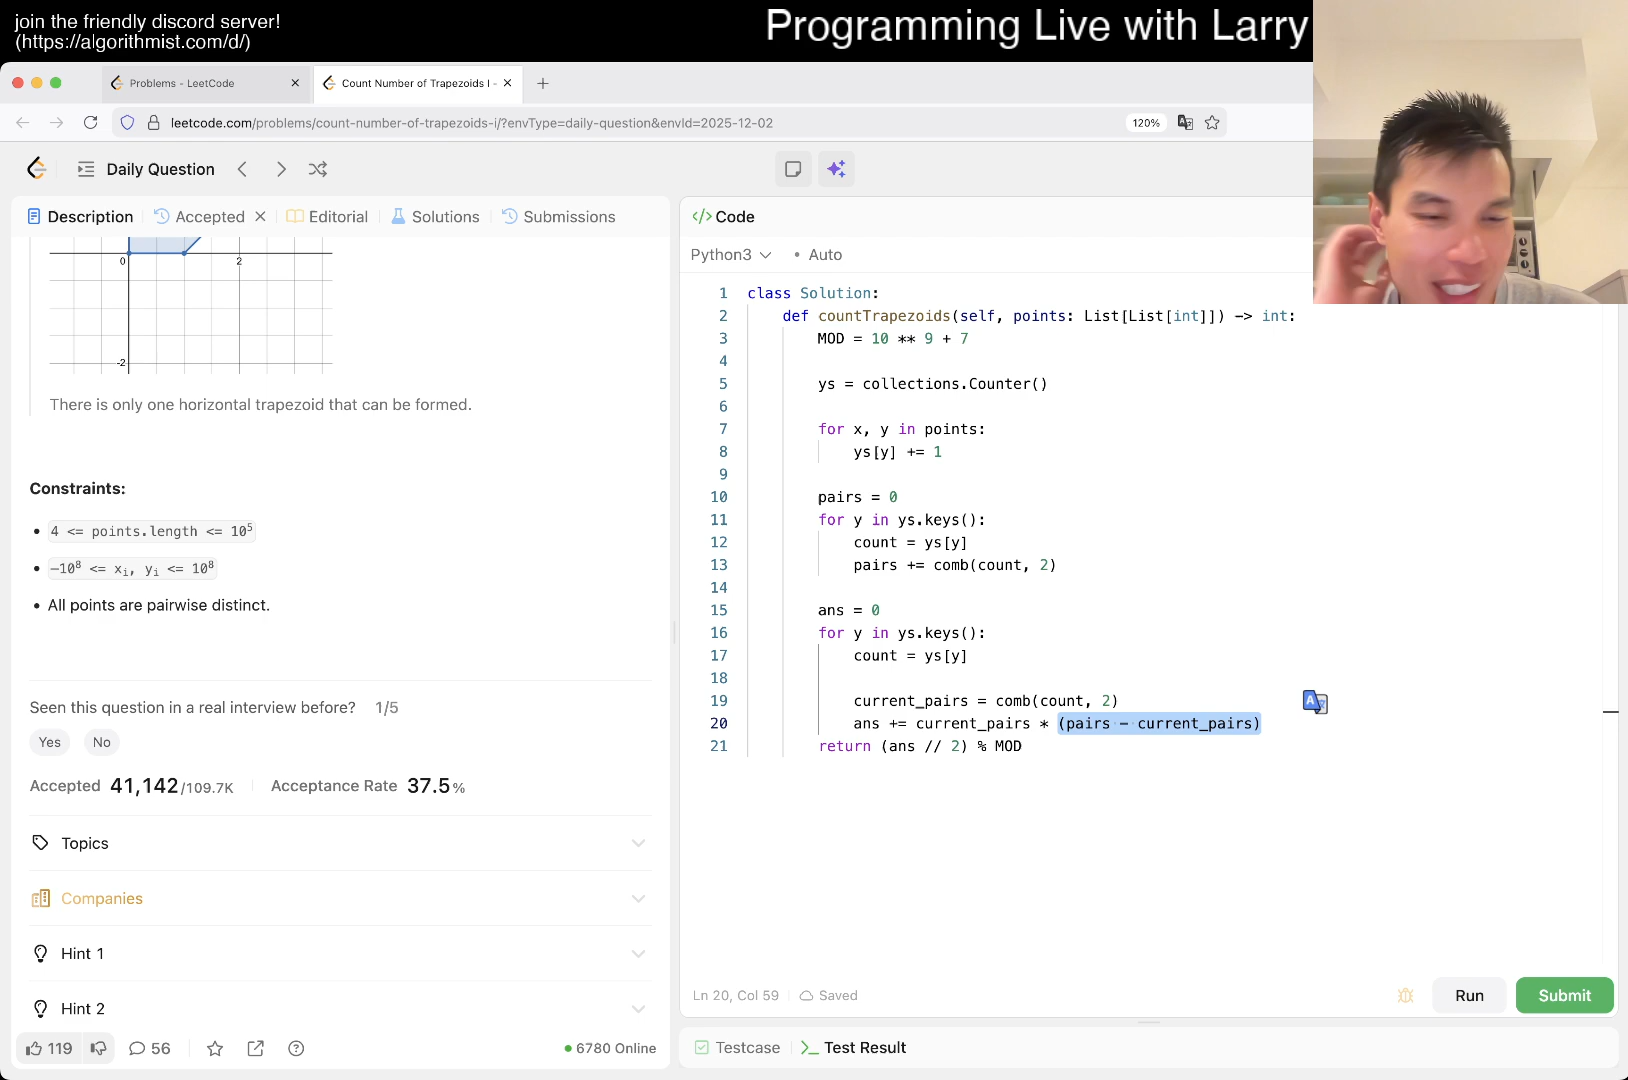 join the friendly discord server!
(https://algorithmist.com/d/)
Programming Live with Larry
Problems - LeetCode
Count Number of Trapezoids I -
leetcode.com/problems/count-number-of-trapezoids-i/?envType=daily-question&envId=2025-12-02
120%
Daily Question
Description
Accepted
Editorial
Solutions
Submissions
0
2
-2
There is only one horizontal trapezoid that can be formed.
Constraints:
• 4 <= points.length <= 10⁵
• –10⁸ <= xᵢ, yᵢ <= 10⁸
• All points are pairwise distinct.
Seen this question in a real interview before? 1/5
Yes
No
Accepted 41,142/109.7K
Acceptance Rate 37.5%
Topics
Companies
Hint 1
Hint 2
119
56
6780 Online
</> Code
Python3
• Auto
1 class Solution:
2 def countTrapezoids(self, points: List[List[int]]) -> int:
3 MOD = 10 ** 9 + 7
4
5 ys = collections.Counter()
6
7 for x, y in points:
8 ys[y] += 1
9
10 pairs = 0
11 for y in ys.keys():
12 count = ys[y]
13 pairs += comb(count, 2)
14
15 ans = 0
16 for y in ys.keys():
17 count = ys[y]
18
19 current_pairs = comb(count, 2)
20 ans += current_pairs * (pairs - current_pairs)
21 return (ans // 2) % MOD
Ln 20, Col 59
Saved
Run
Submit
Testcase
Test Result